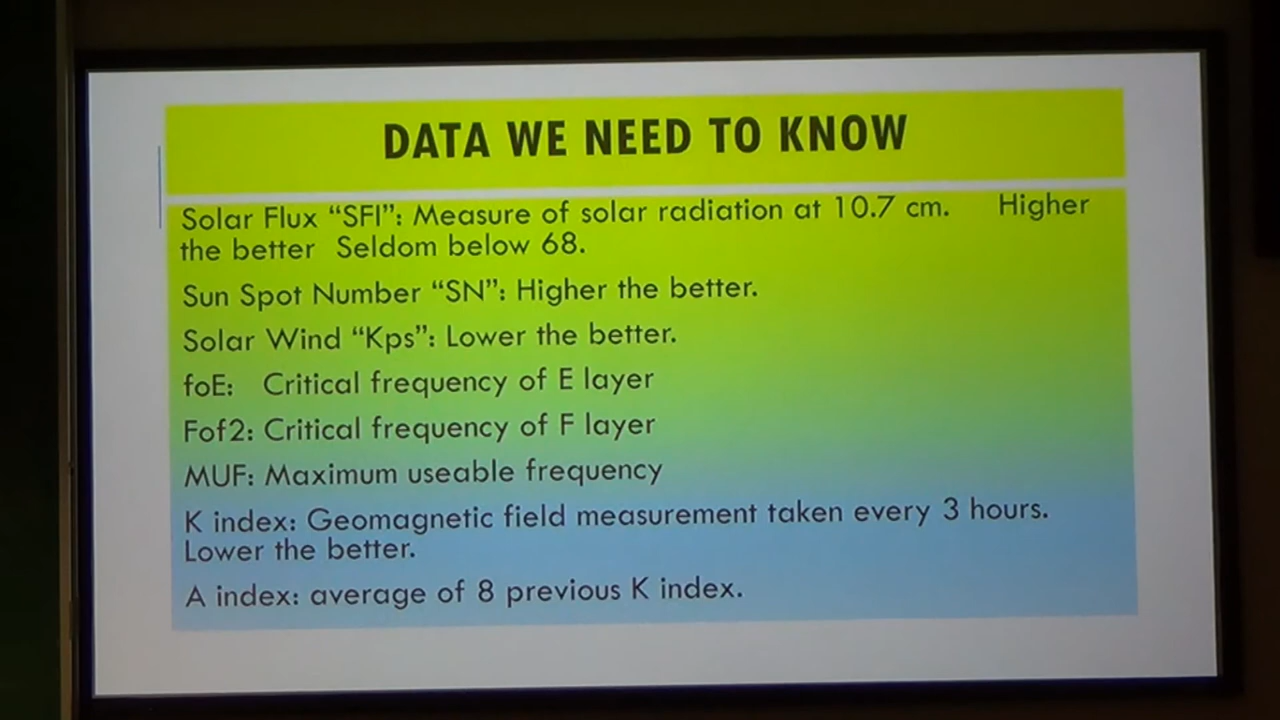 DATA WE NEED TO KNOW
Solar Flux “SFI”: Measure of solar radiation at 10.7 cm. Higher
the better Seldom below 68.
Sun Spot Number “SN”: Higher the better.
Solar Wind “Kps”: Lower the better.
foE: Critical frequency of E layer
Fof2: Critical frequency of F layer
MUF: Maximum useable frequency
K index: Geomagnetic field measurement taken every 3 hours.
Lower the better.
A index: average of 8 previous K index.